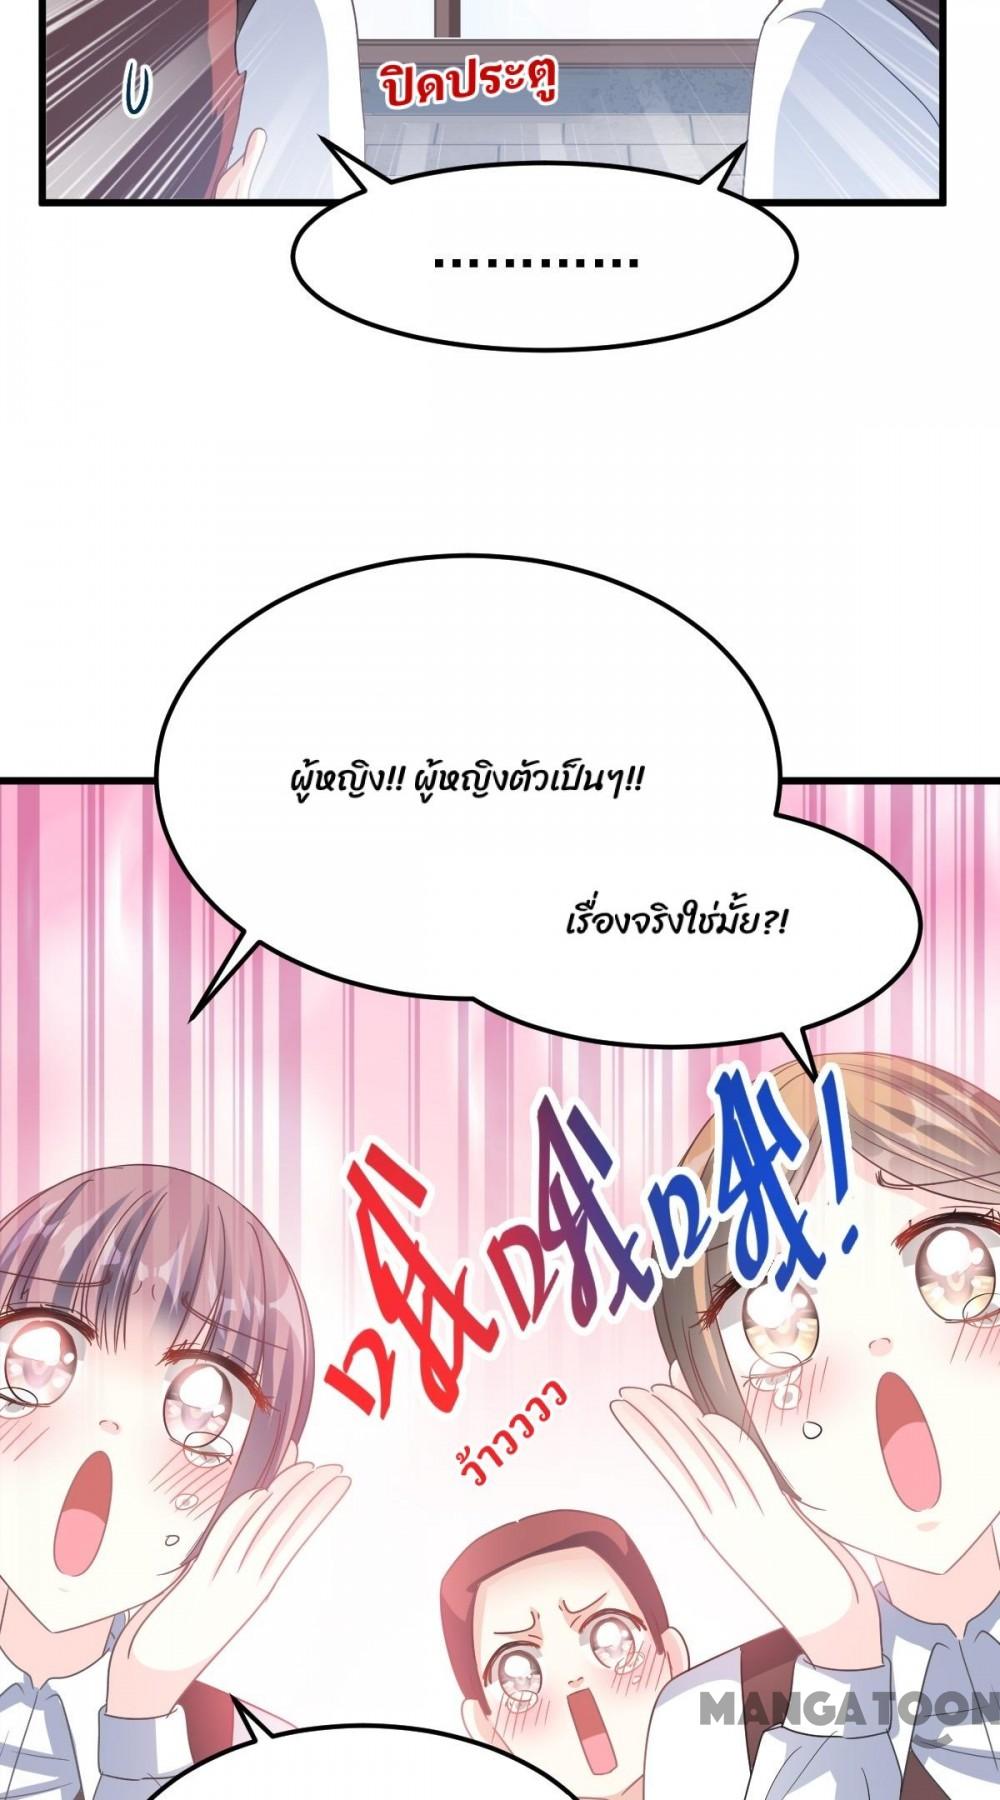 ปิดประตู
............
ผู้หญิง!! ผู้หญิงตัวเป็นๆ!!
เรื่องจริงใช่มั้ย?!
ว้าวววว
MANGATOON